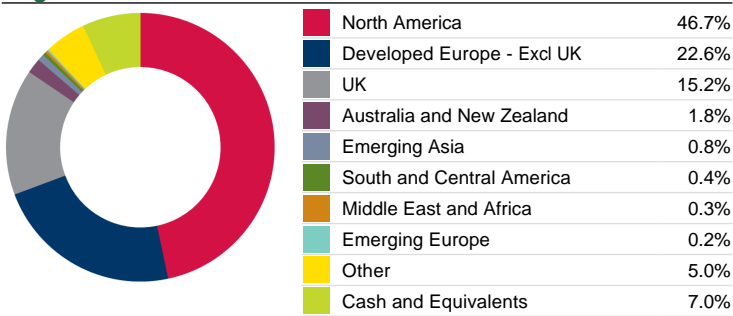 North America 46.7%
Developed Europe - Excl UK 22.6%
UK 15.2%
Australia and New Zealand 1.8%
Emerging Asia 0.8%
South and Central America 0.4%
Middle East and Africa 0.3%
Emerging Europe 0.2%
Other 5.0%
Cash and Equivalents 7.0%